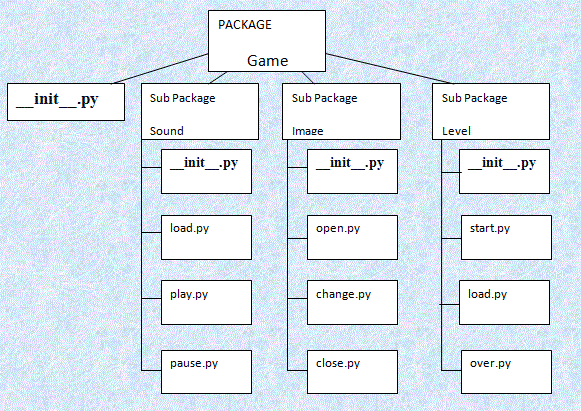 PACKAGE
Game
__init__.py
Sub Package
Sound
Sub Package
Image
Sub Package
Level
__init__.py
__init__.py
__init__.py
load.py
open.py
start.py
play.py
change.py
load.py
pause.py
close.py
over.py